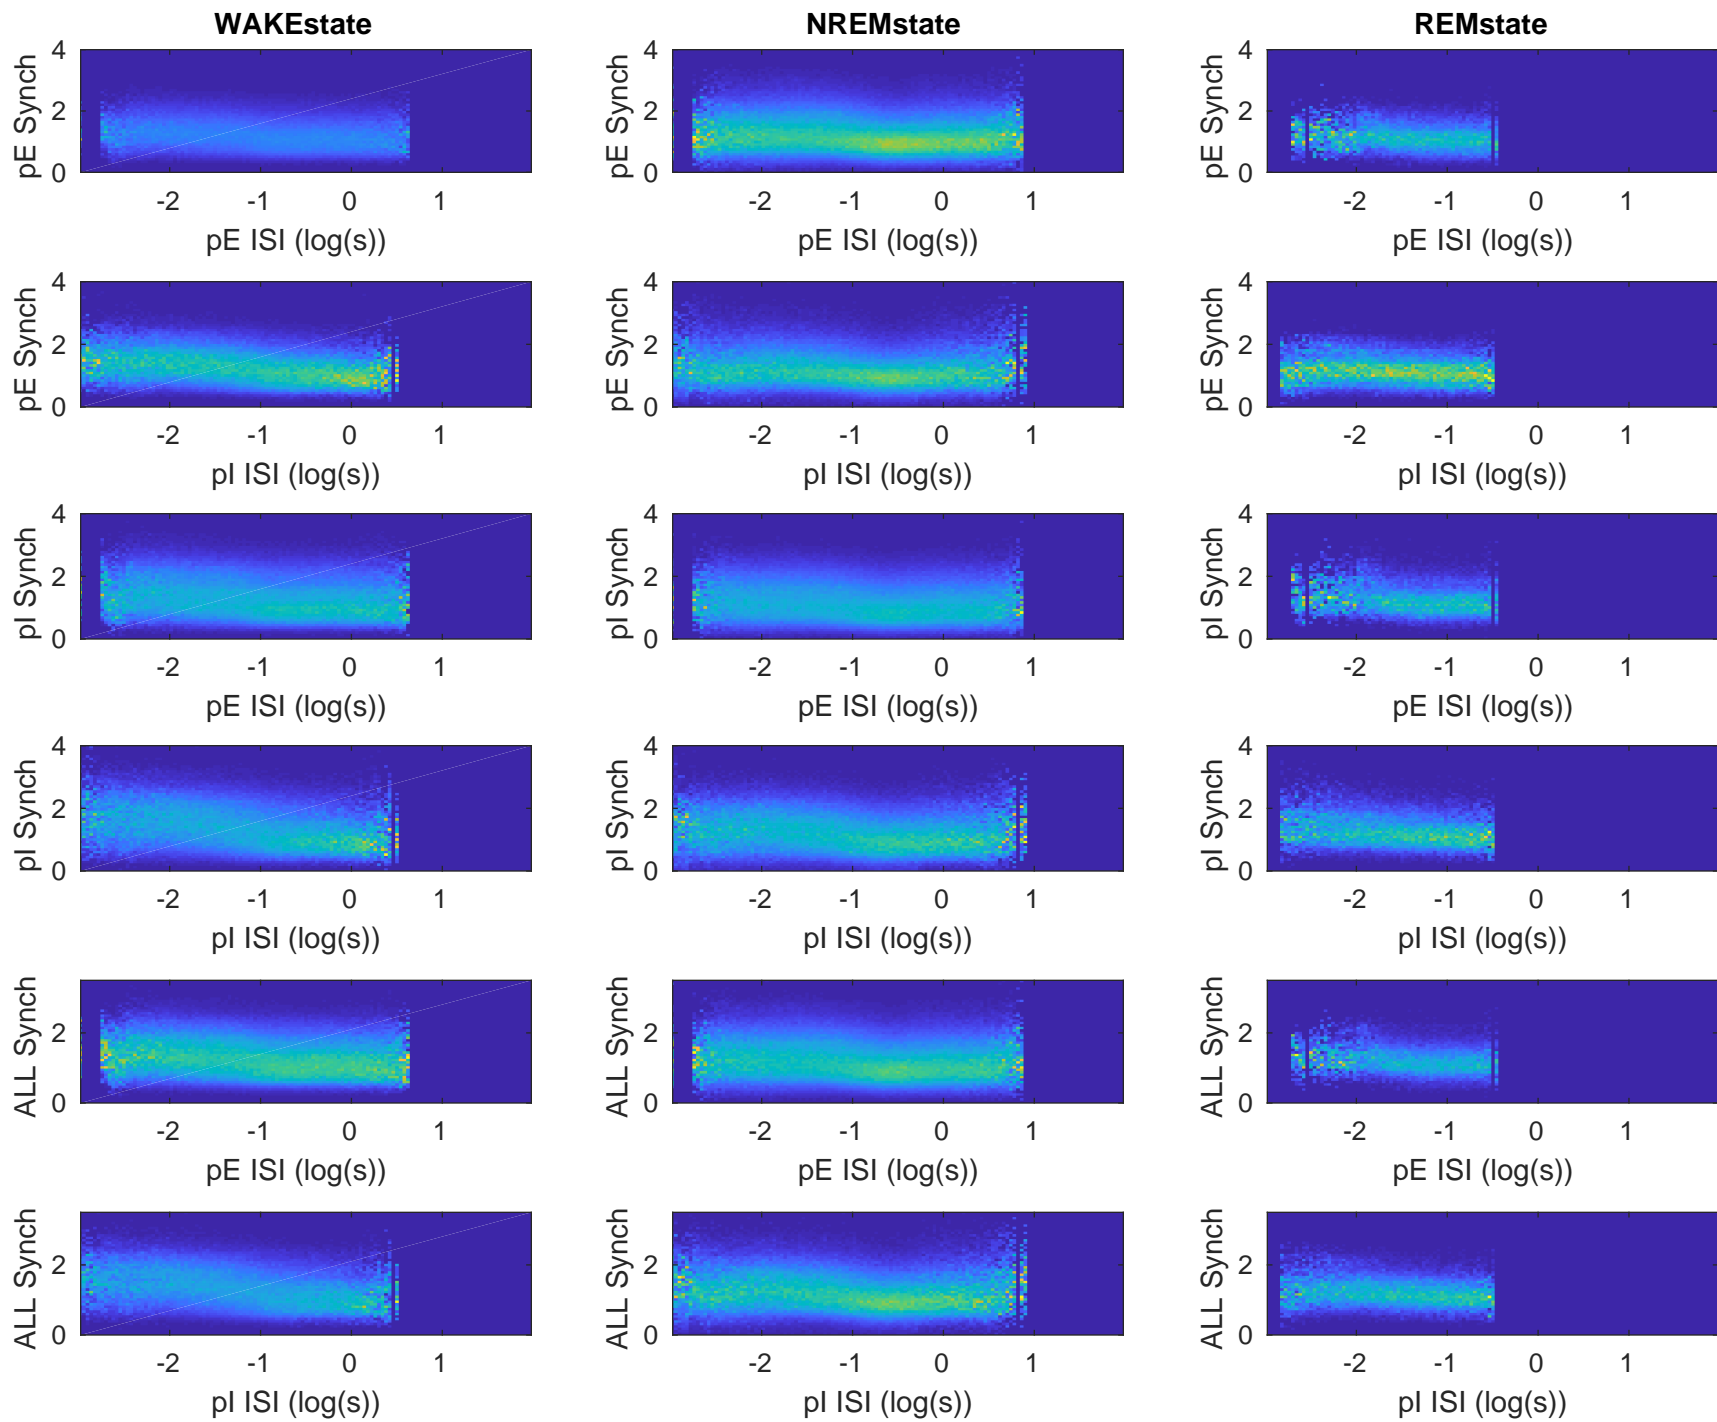 WAKEstate NREMstate REMstate
4 4 4
pE Synch pE Synch pE Synch
2 2 2
0 0 0
-2 -1 0 1 -2 -1 0 1 -2 -1 0 1
pE ISI (log(s)) pE ISI (log(s)) pE ISI (log(s))
4 4 4
pE Synch pE Synch pE Synch
2 2 2
0 0 0
-2 -1 0 1 -2 -1 0 1 -2 -1 0 1
pI ISI (log(s)) pI ISI (log(s)) pI ISI (log(s))
4 4 4
pI Synch pI Synch pI Synch
2 2 2
0 0 0
-2 -1 0 1 -2 -1 0 1 -2 -1 0 1
pE ISI (log(s)) pE ISI (log(s)) pE ISI (log(s))
4 4 4
pI Synch pI Synch pI Synch
2 2 2
0 0 0
-2 -1 0 1 -2 -1 0 1 -2 -1 0 1
pI ISI (log(s)) pI ISI (log(s)) pI ISI (log(s))
ALL Synch ALL Synch ALL Synch
2 2 2
0 0 0
-2 -1 0 1 -2 -1 0 1 -2 -1 0 1
pE ISI (log(s)) pE ISI (log(s)) pE ISI (log(s))
ALL Synch ALL Synch ALL Synch
2 2 2
0 0 0
-2 -1 0 1 -2 -1 0 1 -2 -1 0 1
pI ISI (log(s)) pI ISI (log(s)) pI ISI (log(s))